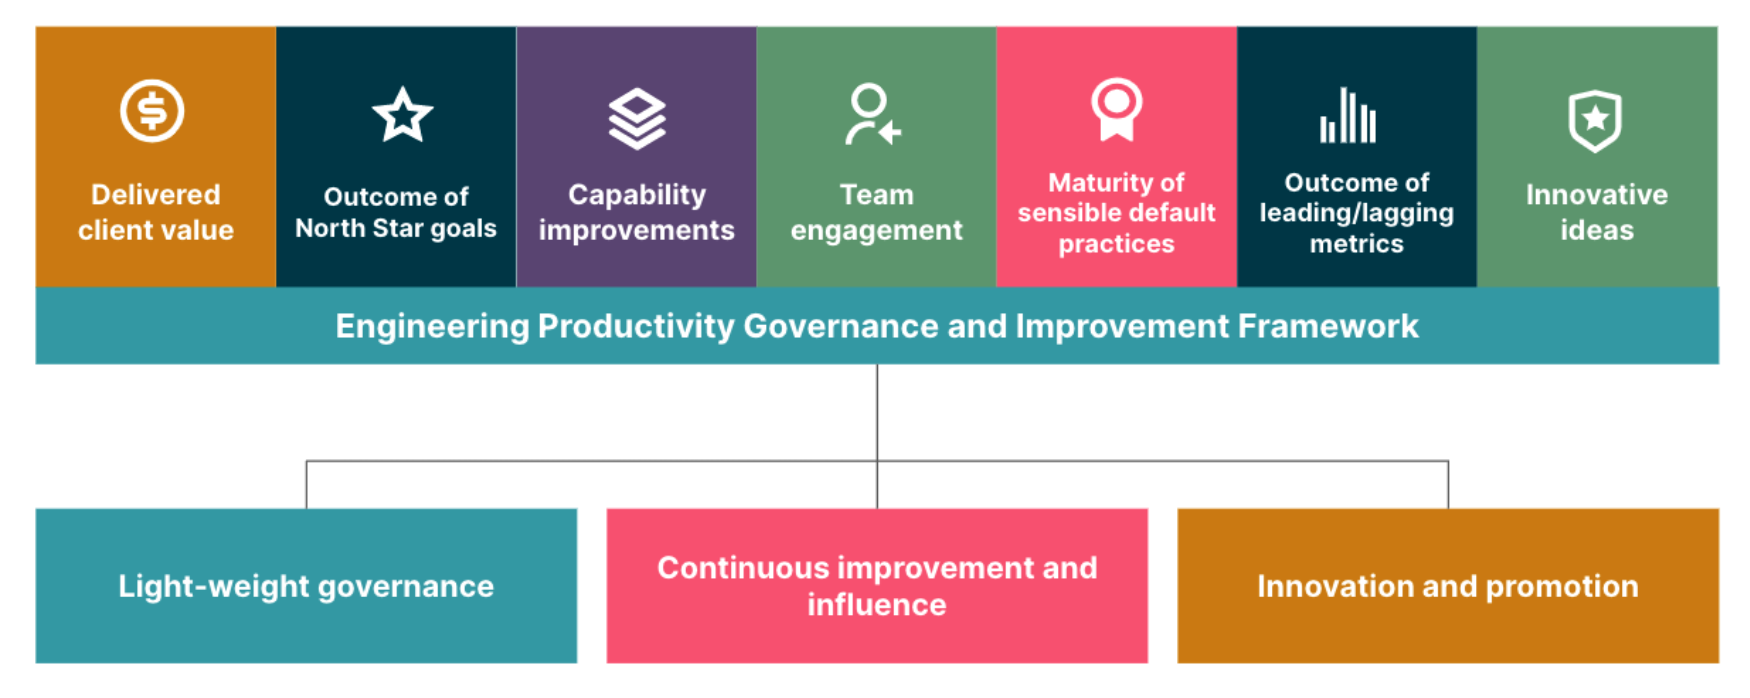 Delivered
client value
Outcome of
North Star goals
Capability
improvements
Team
engagement
Maturity of
sensible default
practices
Outcome of
leading/lagging
metrics
Innovative
ideas
Engineering Productivity Governance and Improvement Framework
Light-weight governance
Continuous improvement and
influence
Innovation and promotion